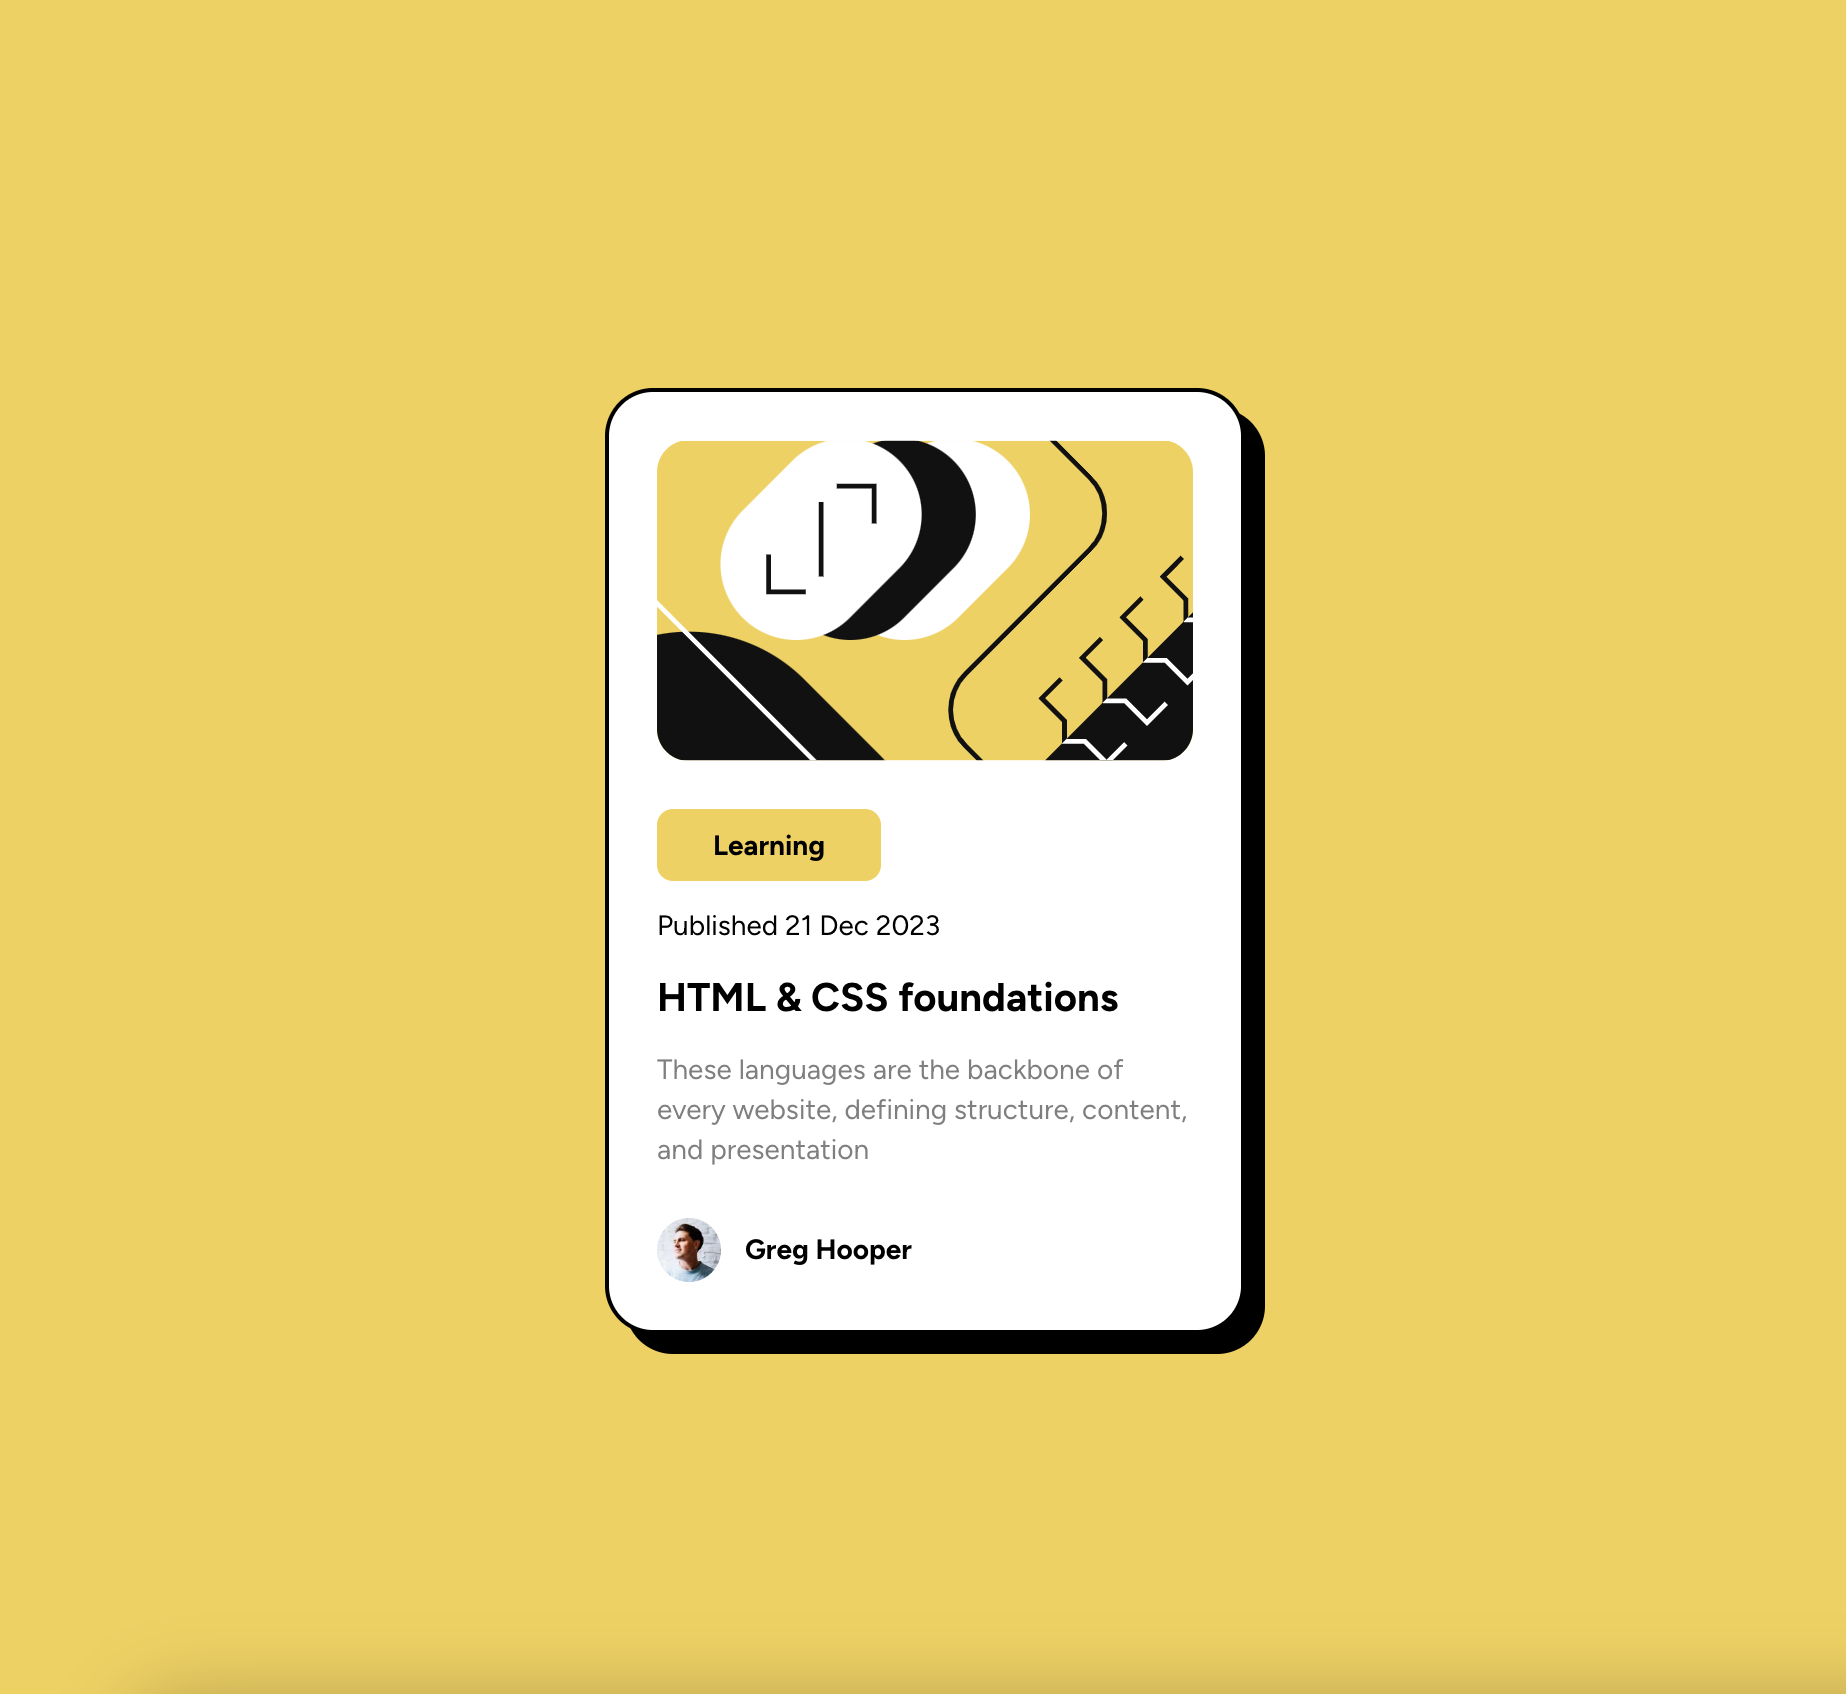 Learning
Published 21 Dec 2023
HTML & CSS foundations
These languages are the backbone of
every website, defining structure, content,
and presentation
Greg Hooper